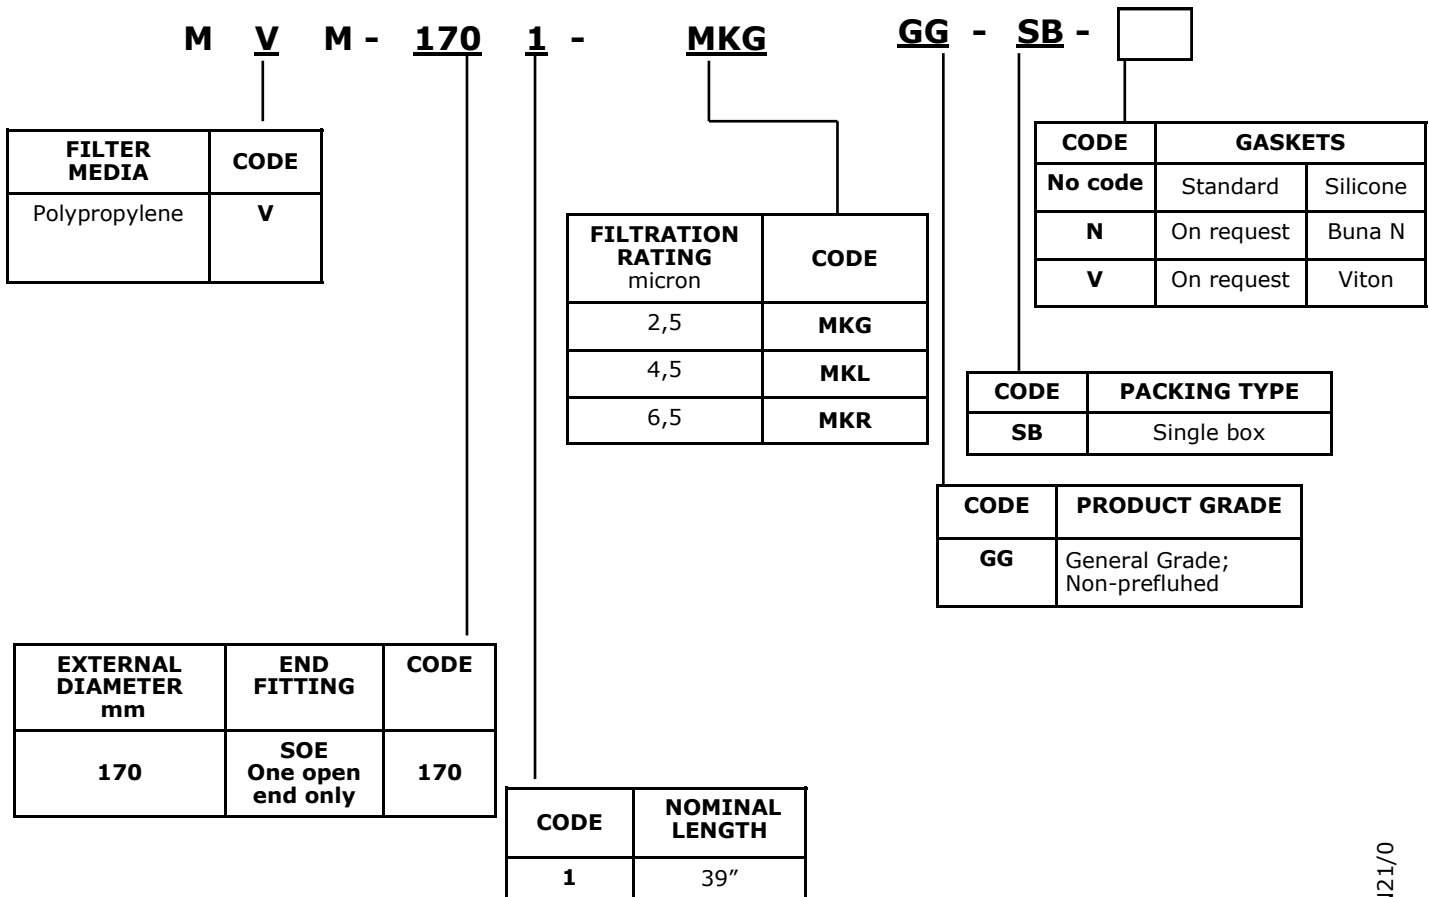 M V M - 170 1 - MKG GG - SB -
FILTER
MEDIA
CODE
Polypropylene V
CODE GASKETS
No code Standard Silicone
N On request Buna N
V On request Viton
FILTRATION
RATING
micron
CODE
2,5 MKG
4,5 MKL
6,5 MKR
CODE PACKING TYPE
SB Single box
CODE PRODUCT GRADE
GG General Grade;
Non-prefluhed
EXTERNAL
DIAMETER
mm
END
FITTING
CODE
170
SOE
One open
end only
170
CODE
NOMINAL
LENGTH
1 39”